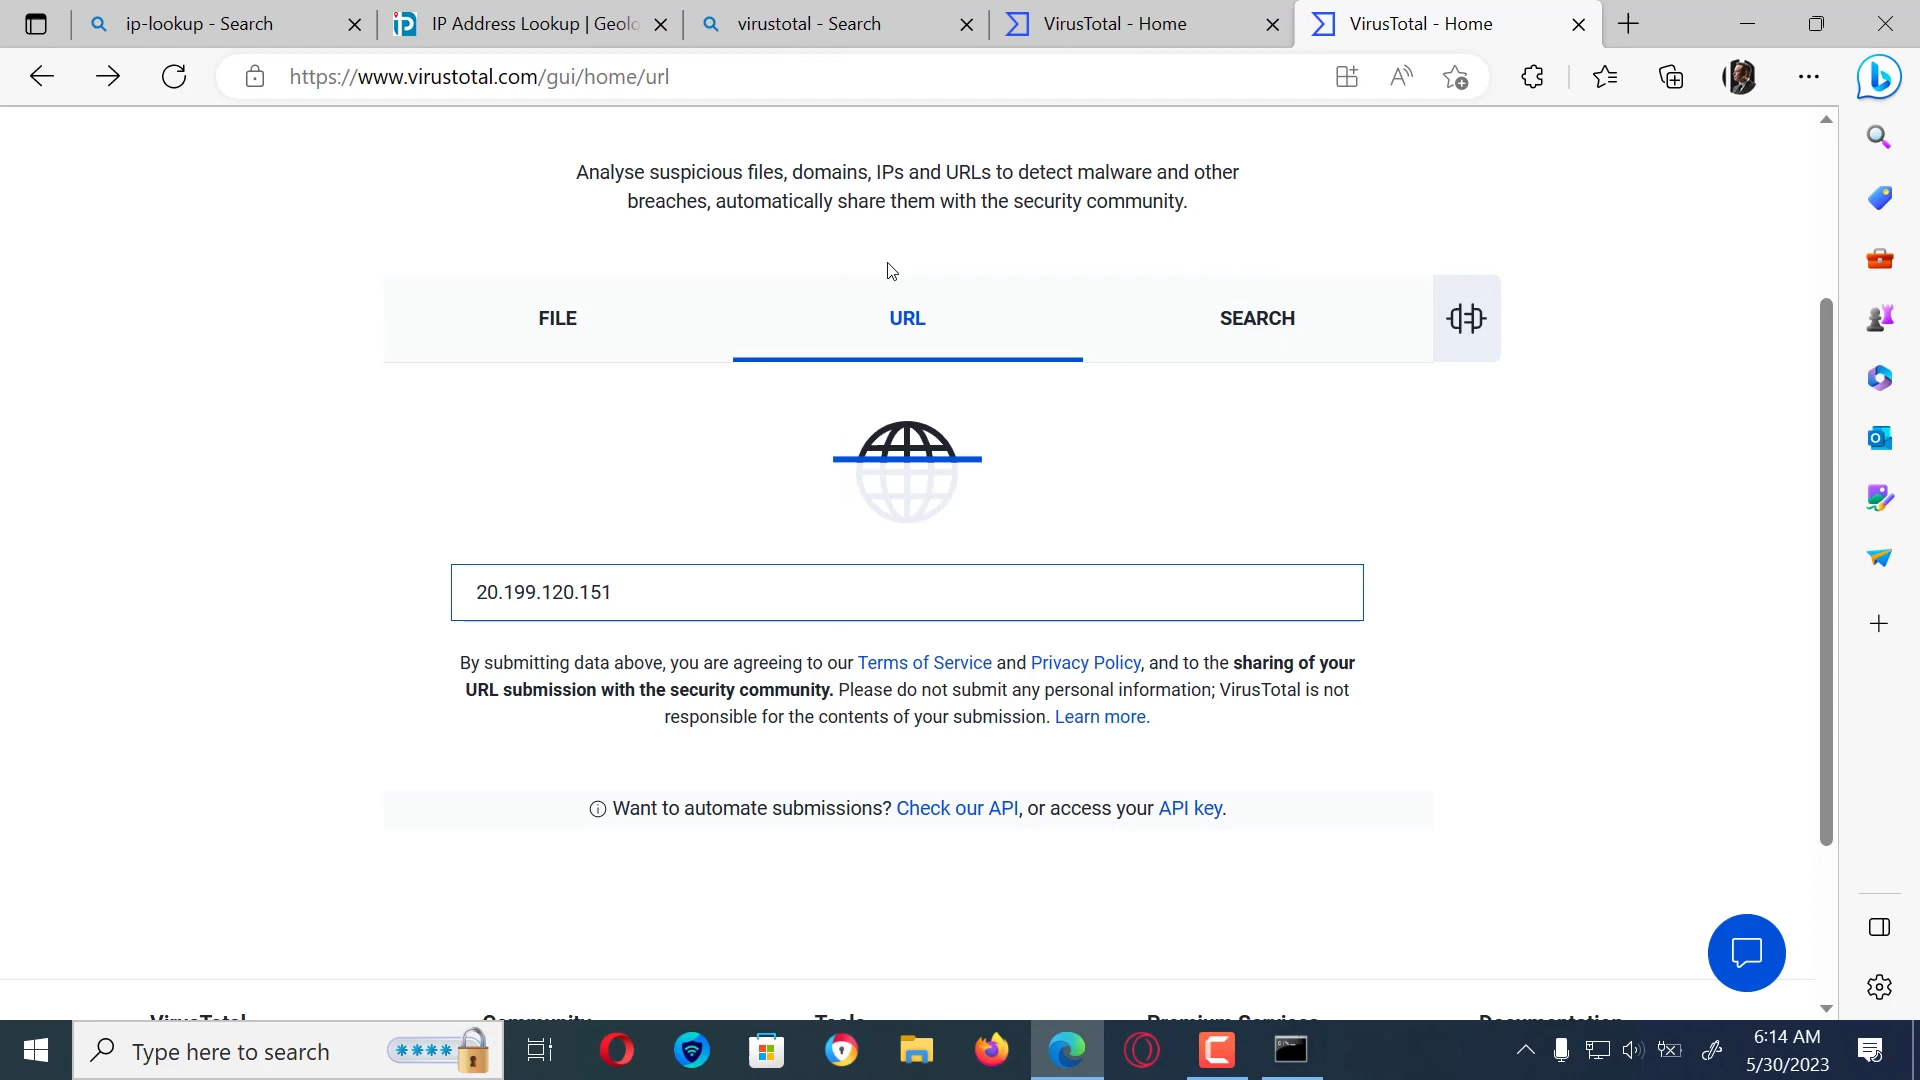 ip-lookup - Search
IP Address Lookup | Geolo
virustotal - Search
VirusTotal - Home
VirusTotal - Home
https://www.virustotal.com/gui/home/url
Analyse suspicious files, domains, IPs and URLs to detect malware and other
breaches, automatically share them with the security community.
FILE
URL
SEARCH
20.199.120.151
By submitting data above, you are agreeing to our Terms of Service and Privacy Policy, and to the sharing of your
URL submission with the security community. Please do not submit any personal information; VirusTotal is not
responsible for the contents of your submission. Learn more.
Want to automate submissions? Check our API, or access your API key.
VirusTotal
Community
Tools
Premium Services
Documentation
Type here to search
****
6:14 AM
5/30/2023